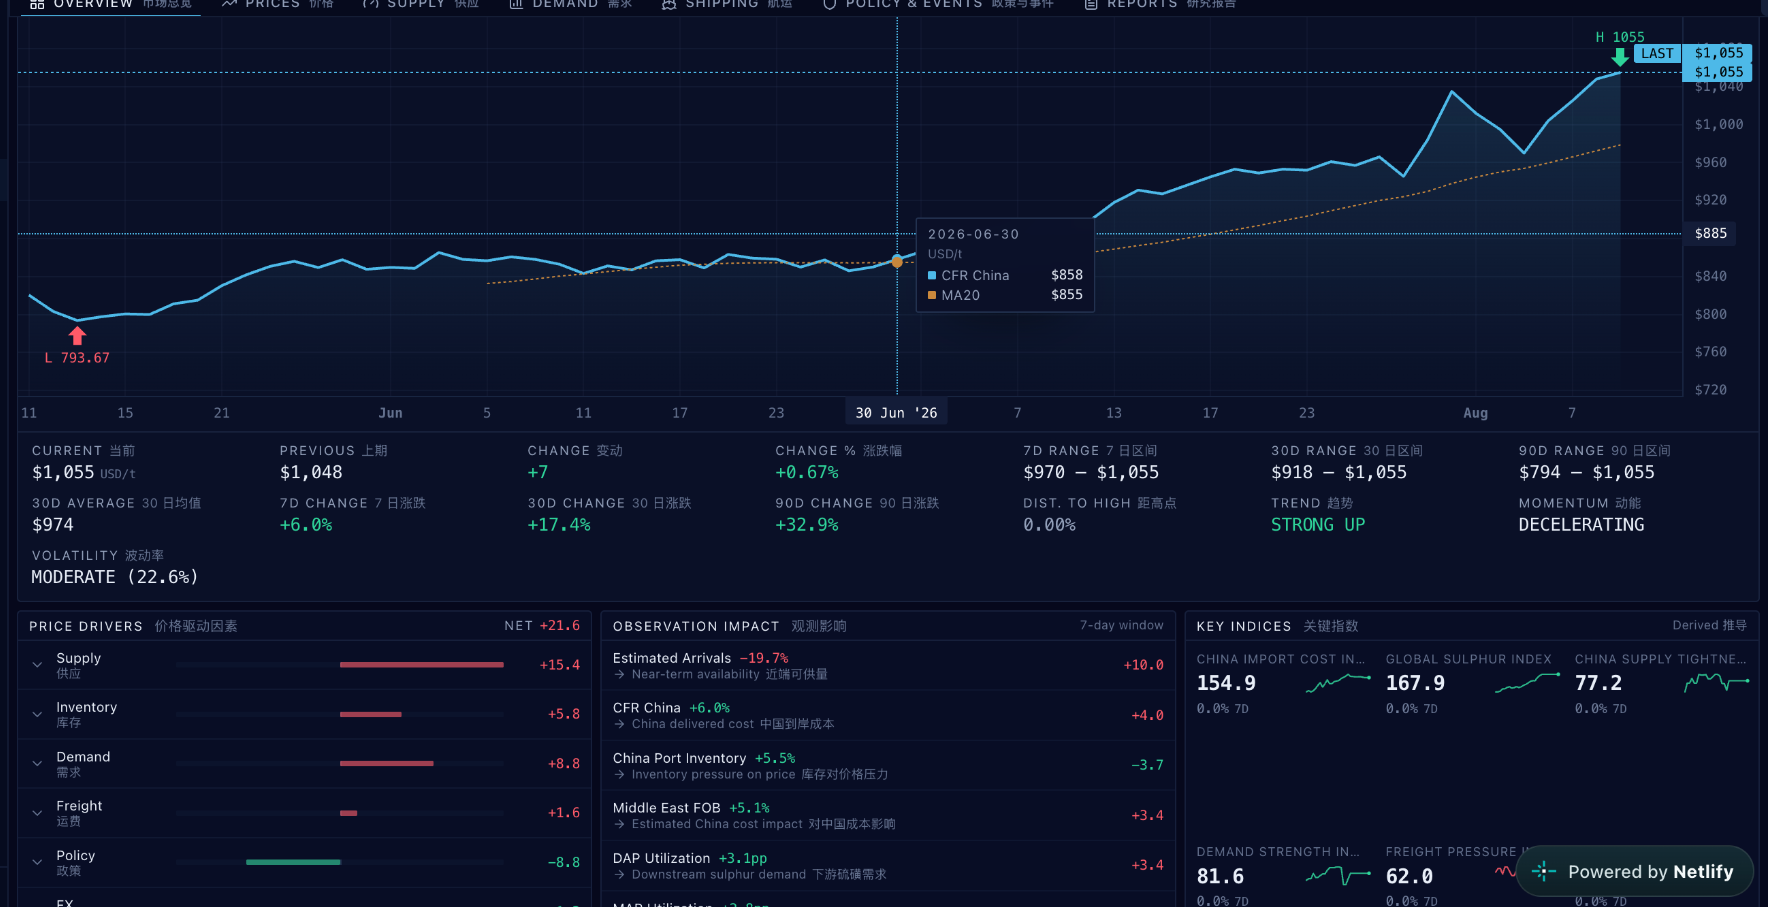 OVERVIEW 市场总览 PRICES 价格 SUPPLY 供应 DEMAND 需求 SHIPPING 航运 POLICY & EVENTS 政策与事件 REPORTS 研究报告
H 1055
LAST $1,055
$1,055
$1,040
$1,000
$960
$920
$885
$840
$800
$760
$720
2026-06-30
USD/t
CFR China $858
MA20 $855
L 793.67
11 15 21 Jun 5 11 17 23 30 Jun '26 7 13 17 23 Aug 7
CURRENT 当前 PREVIOUS 上期 CHANGE 变动 CHANGE % 涨跌幅 7D RANGE 7 日区间 30D RANGE 30 日区间 90D RANGE 90 日区间
$1,055 USD/t $1,048 +7 +0.67% $970 — $1,055 $918 — $1,055 $794 — $1,055
30D AVERAGE 30 日均值 7D CHANGE 7 日涨跌 30D CHANGE 30 日涨跌 90D CHANGE 90 日涨跌 DIST. TO HIGH 距高点 TREND 趋势 MOMENTUM 动能
$974 +6.0% +17.4% +32.9% 0.00% STRONG UP DECELERATING
VOLATILITY 波动率
MODERATE (22.6%)
PRICE DRIVERS 价格驱动因素 NET +21.6
Supply
供应
+15.4
Inventory
库存
+5.8
Demand
需求
+8.8
Freight
运费
+1.6
Policy
政策
−8.8
FX
OBSERVATION IMPACT 观测影响 7-day window
Estimated Arrivals −19.7%
→ Near-term availability 近端可供量
+10.0
CFR China +6.0%
→ China delivered cost 中国到岸成本
+4.0
China Port Inventory +5.5%
→ Inventory pressure on price 库存对价格压力
−3.7
Middle East FOB +5.1%
→ Estimated China cost impact 对中国成本影响
+3.4
DAP Utilization +3.1pp
→ Downstream sulphur demand 下游硫磺需求
+3.4
KEY INDICES 关键指数 Derived 推导
CHINA IMPORT COST IN… GLOBAL SULPHUR INDEX CHINA SUPPLY TIGHTNE…
154.9 167.9 77.2
0.0% 7D 0.0% 7D 0.0% 7D
DEMAND STRENGTH IN… FREIGHT PRESSURE
81.6 62.0
0.0% 7D 0.0% 7D 0.0% 7D
Powered by Netlify